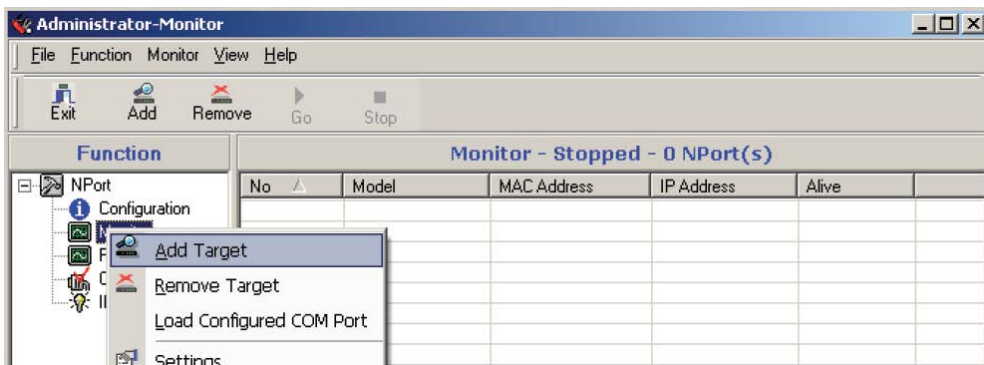 Administrator-Monitor
File Function Monitor View Help
Exit Add Remove Go Stop
Function
Monitor - Stopped - 0 NPort(s)
NPort
No Model MAC Address IP Address Alive
Configuration
Add Target
Remove Target
Load Configured COM Port
Settings